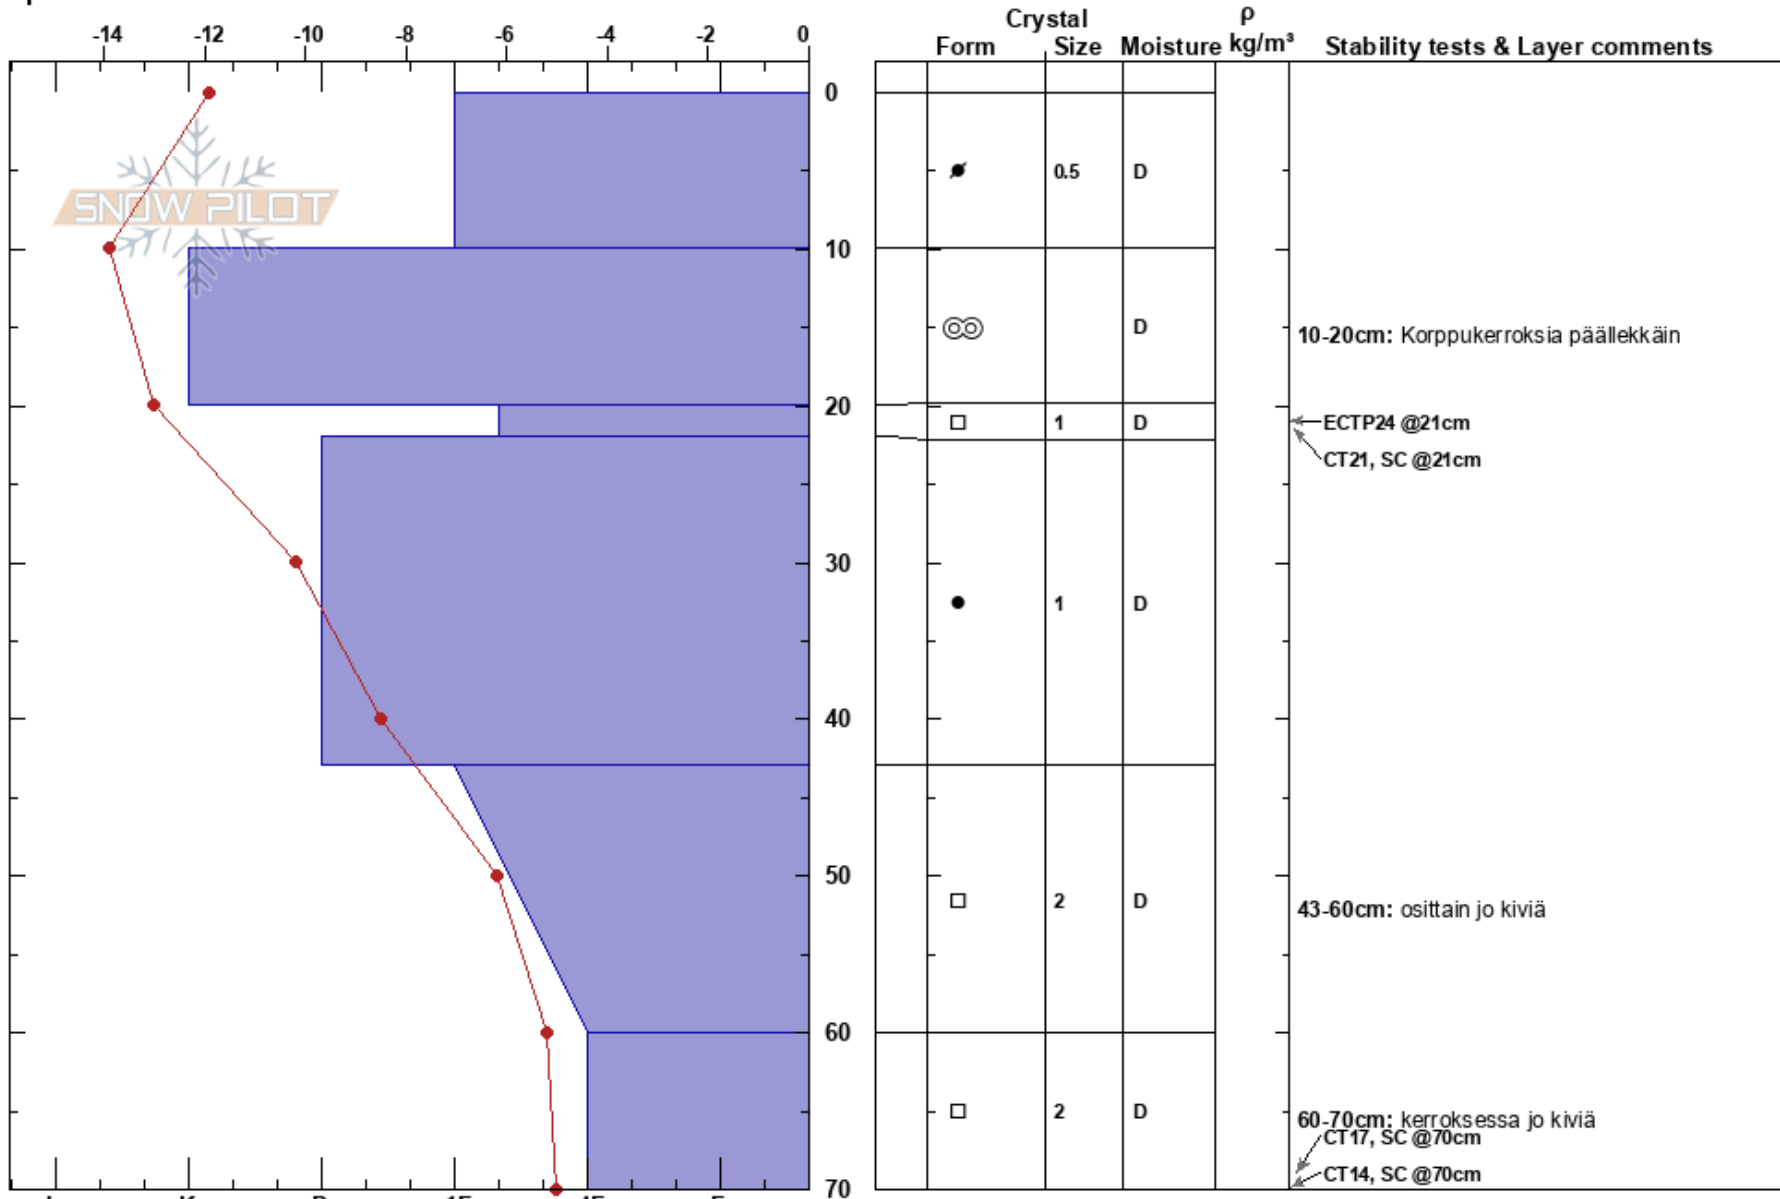 Crystal ρ
-14 -12 -10 -8 -6 -4 -2 0 Form Size Moisture kg/m³ Stability tests & Layer comments
0
0.5 D
SNOW PILOT
10
D 10-20cm: Korppukerroksia päällekkäin
20
1 D ECTP24 @21cm
CT21, SC @21cm
30
1 D
40
50
2 D 43-60cm: osittain jo kiviä
60
2 D 60-70cm: kerroksessa jo kiviä
CT17, SC @70cm
CT14, SC @70cm
70